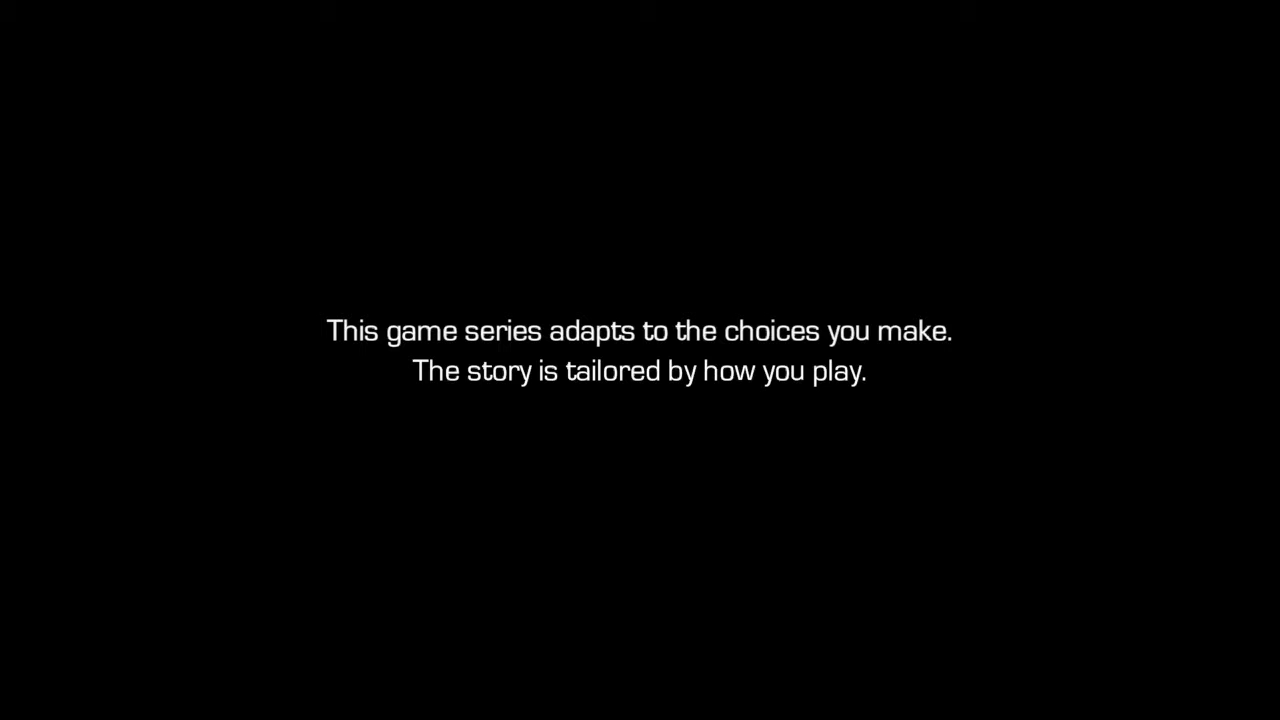 This game series adapts to the choices you make.
The story is tailored by how you play.